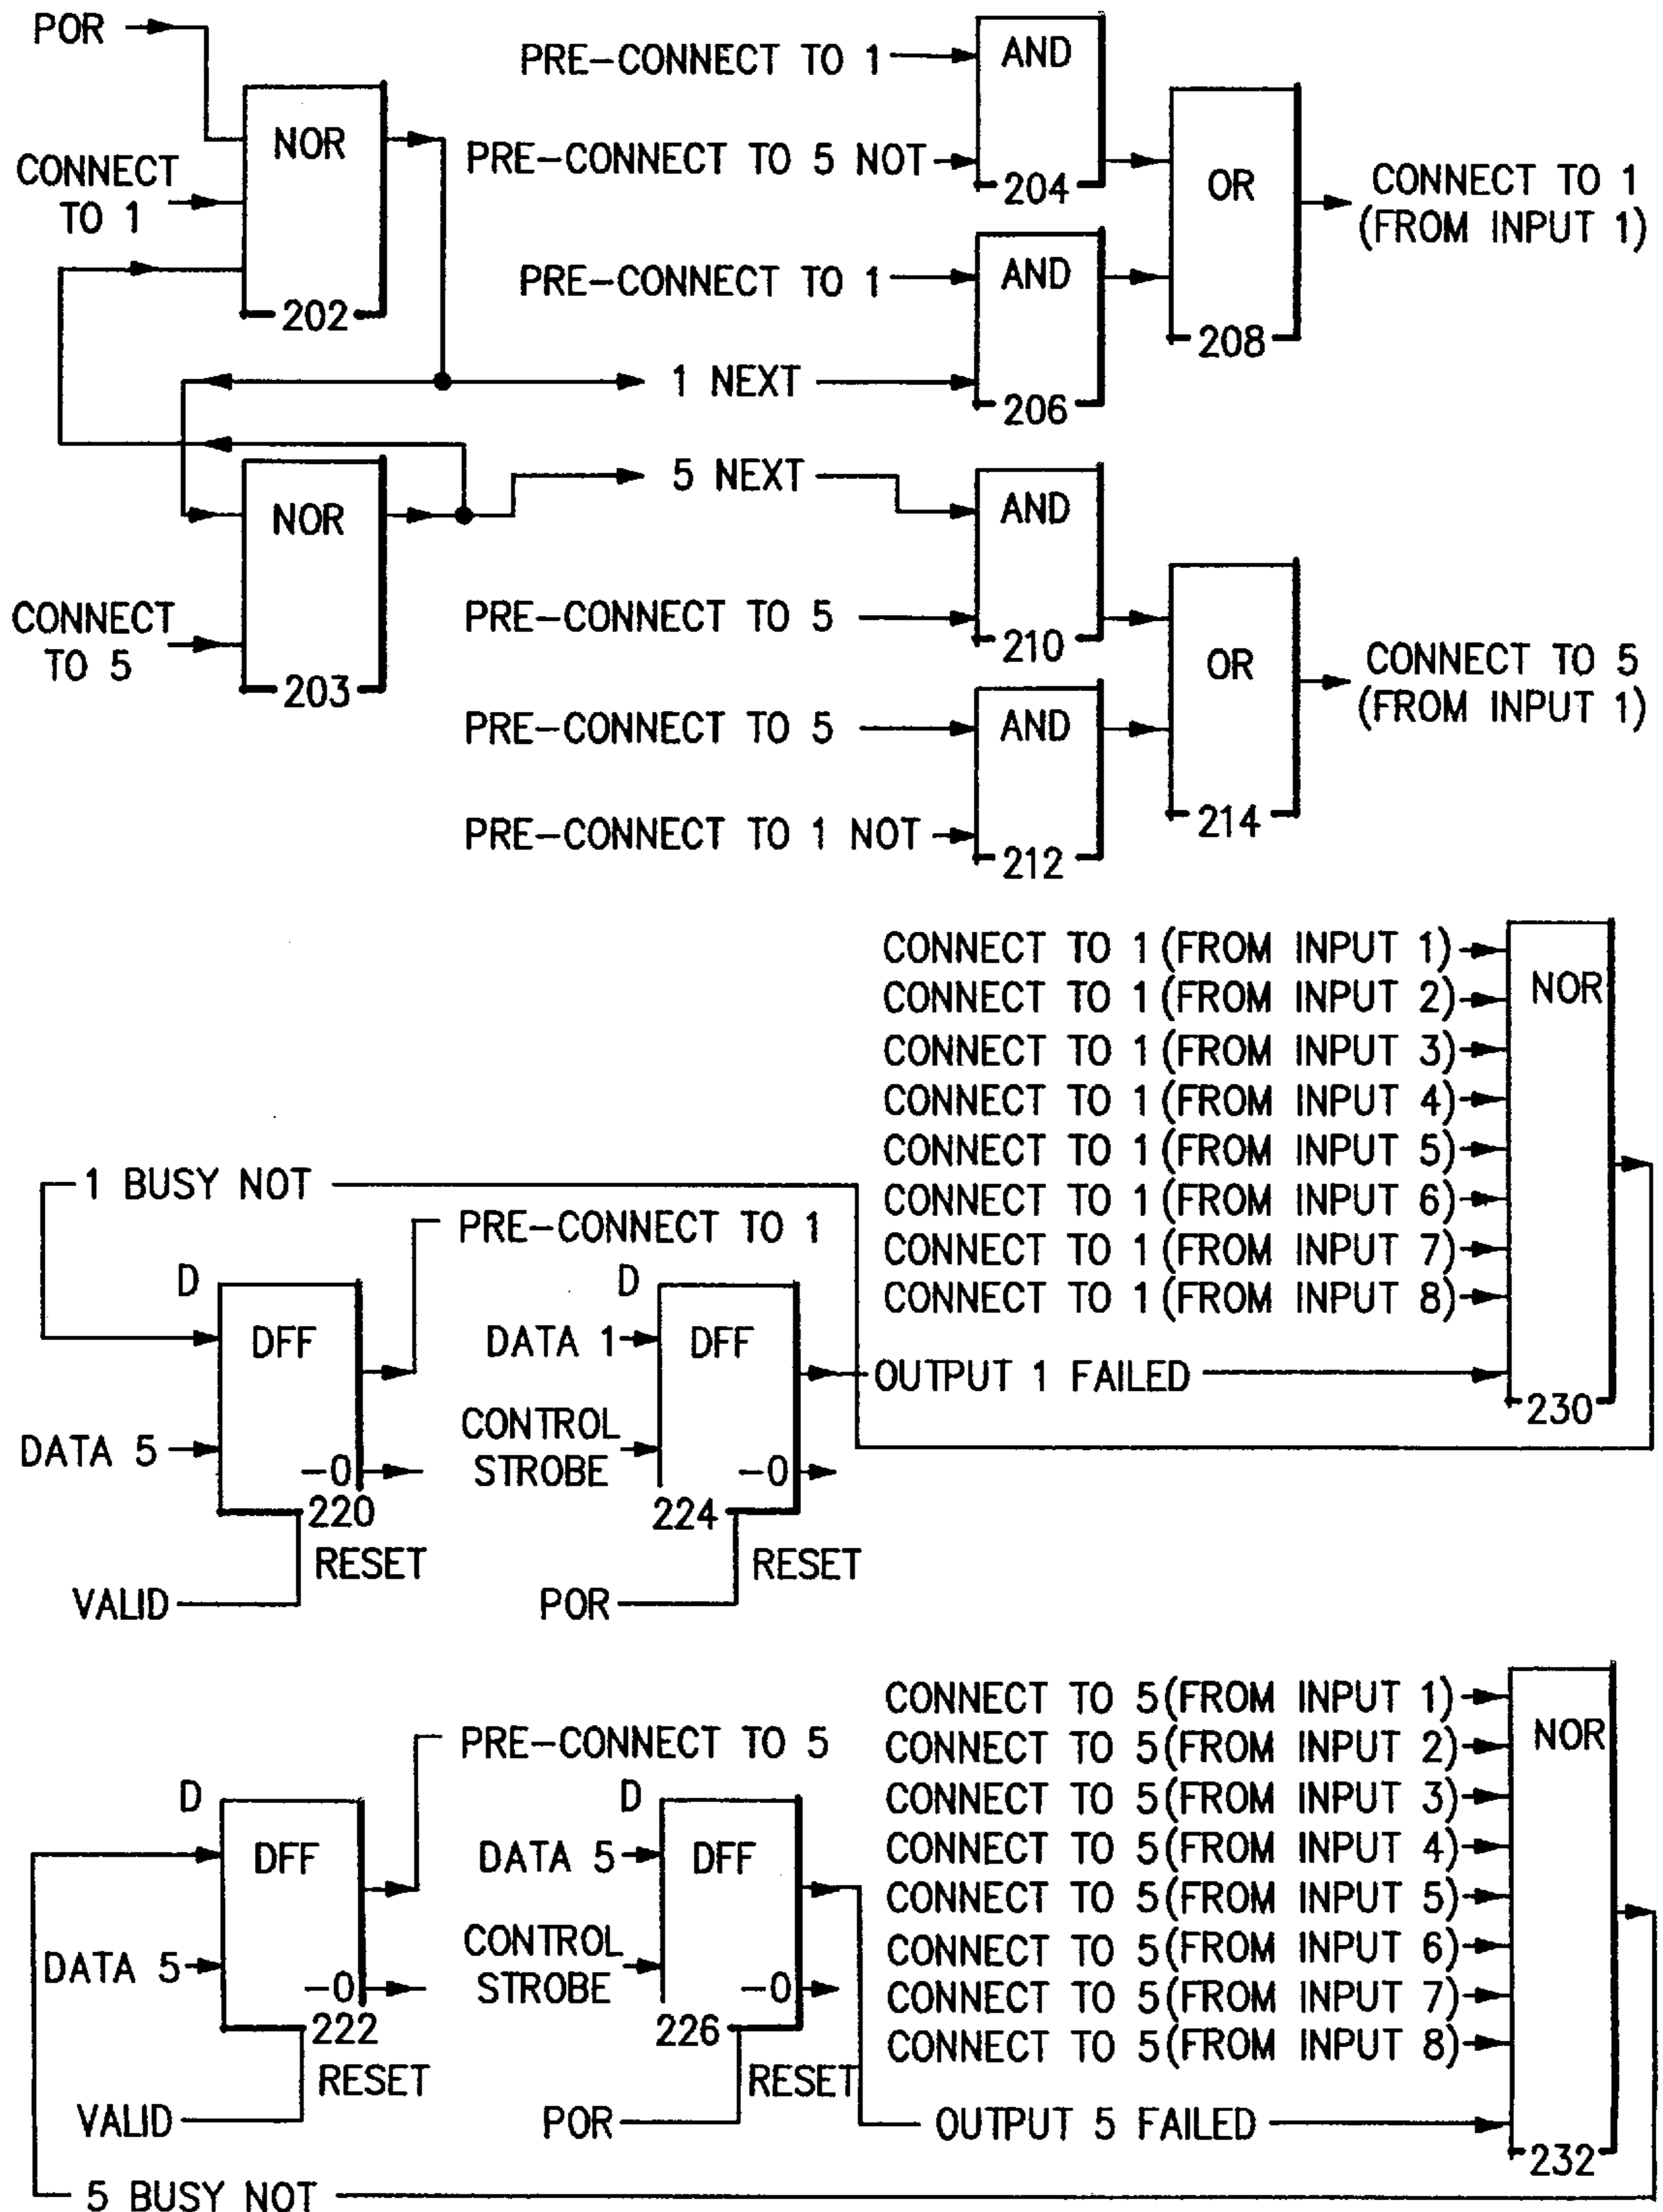 POR
NOR
CONNECT
TO 1
202
PRE-CONNECT TO 1
AND
PRE-CONNECT TO 5 NOT
204
OR
CONNECT TO 1
(FROM INPUT 1)
PRE-CONNECT TO 1
AND
208
1 NEXT
206
5 NEXT
NOR
AND
CONNECT
TO 5
203
PRE-CONNECT TO 5
210
OR
CONNECT TO 5
(FROM INPUT 1)
PRE-CONNECT TO 5
AND
PRE-CONNECT TO 1 NOT
212
214
CONNECT TO 1(FROM INPUT 1)
NOR
CONNECT TO 1(FROM INPUT 2)
CONNECT TO 1(FROM INPUT 3)
CONNECT TO 1(FROM INPUT 4)
CONNECT TO 1(FROM INPUT 5)
CONNECT TO 1(FROM INPUT 6)
CONNECT TO 1(FROM INPUT 7)
CONNECT TO 1(FROM INPUT 8)
1 BUSY NOT
PRE-CONNECT TO 1
D
DFF
DATA 5
-0
220
RESET
VALID
D
DATA 1
DFF
CONTROL
STROBE
-0
224
RESET
POR
OUTPUT 1 FAILED
230
CONNECT TO 5(FROM INPUT 1)
NOR
CONNECT TO 5(FROM INPUT 2)
CONNECT TO 5(FROM INPUT 3)
CONNECT TO 5(FROM INPUT 4)
CONNECT TO 5(FROM INPUT 5)
CONNECT TO 5(FROM INPUT 6)
CONNECT TO 5(FROM INPUT 7)
CONNECT TO 5(FROM INPUT 8)
PRE-CONNECT TO 5
D
DFF
DATA 5
-0
222
RESET
VALID
D
DATA 5
DFF
CONTROL
STROBE
-0
226
RESET
POR
OUTPUT 5 FAILED
232
5 BUSY NOT